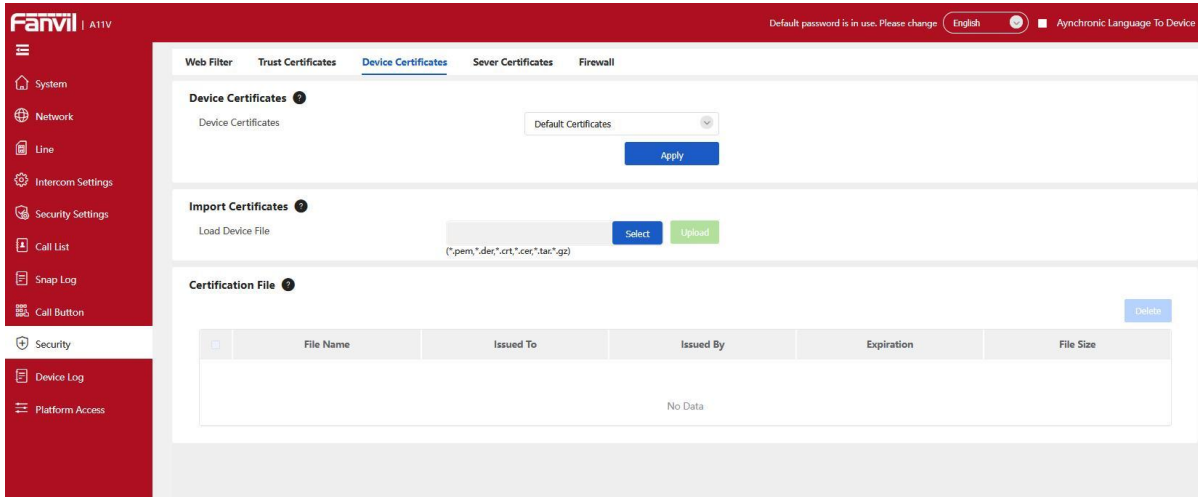 Fanvil | A11V
Default password is in use. Please change English Aynchronic Language To Device
System
Network
Line
Intercom Settings
Security Settings
Call List
Snap Log
Call Button
Security
Device Log
Platform Access
Web Filter Trust Certificates Device Certificates Sever Certificates Firewall
Device Certificates ?
Device Certificates Default Certificates
Apply
Import Certificates ?
Load Device File Select Upload
(*.pem,*.der,*.crt,*.cer,*.tar.*.gz)
Certification File ?
Delete
File Name Issued To Issued By Expiration File Size
No Data